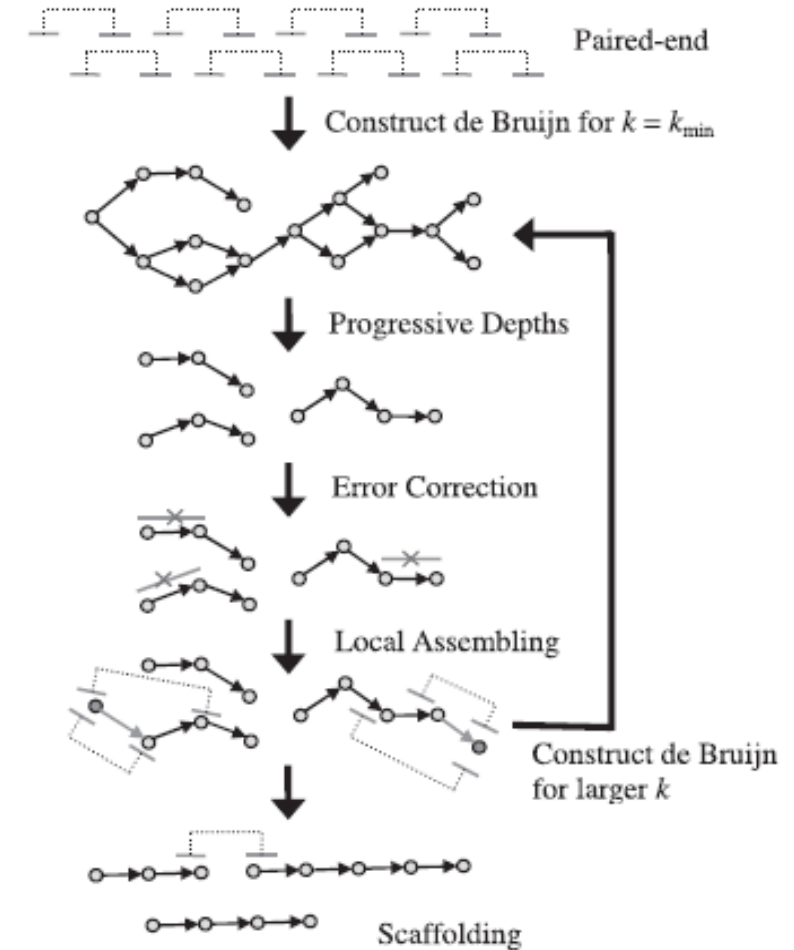 Paired-end
Construct de Bruijn for k = kmin
Progressive Depths
Error Correction
Local Assembling
Construct de Bruijn
for larger k
Scaffolding